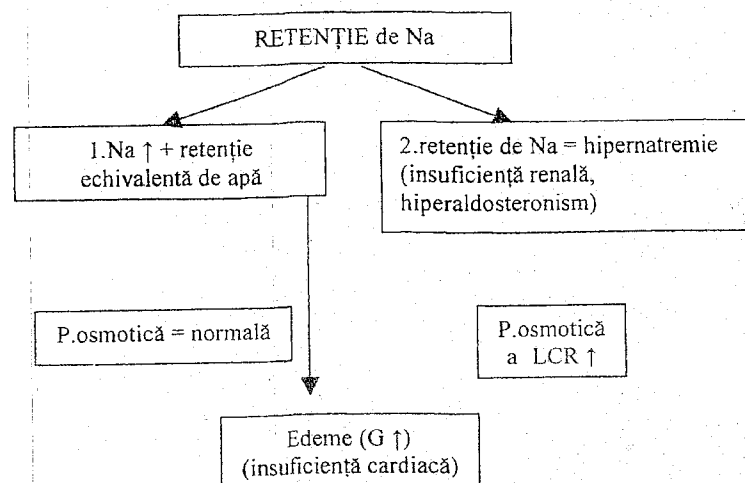 RETENȚIE de Na
1.Na ↑ + retenție
echivalentă de apă
2.retenție de Na = hipernatremie
(insuficiență renală,
hiperaldosteronism)
P.osmotică = normală
P.osmotică
a LCR ↑
Edeme (G ↑)
(insuficiență cardiacă)